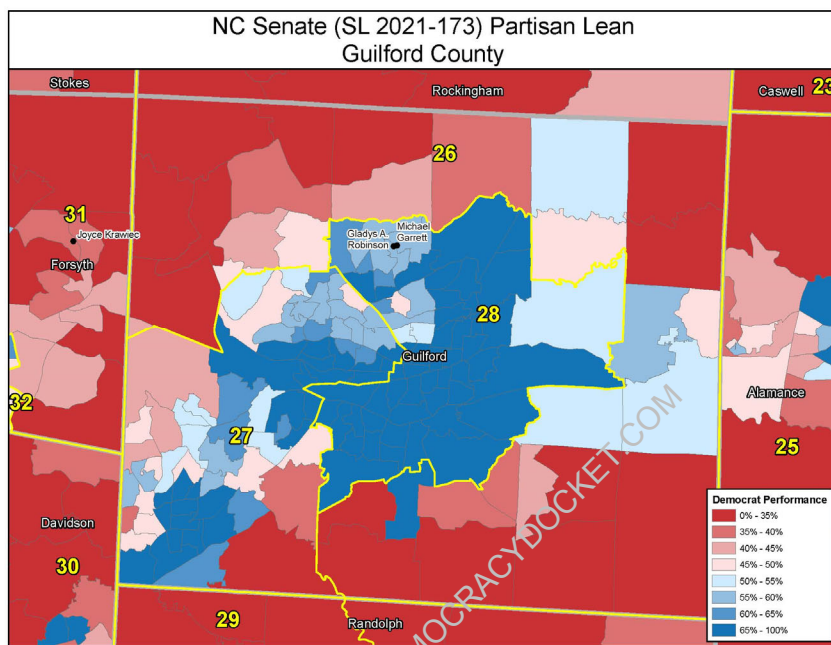 NC Senate (SL 2021-173) Partisan Lean
Guilford County
Stokes
Rockingham
Caswell
23
26
31
Joyce Krawiec
Forsyth
Gladys A.
Robinson
Michael
Garrett
28
Guilford
32
27
Alamance
25
Davidson
30
29
Randolph
MOCRACYDOCKET.COM
Democrat Performance
0% - 35%
35% - 40%
40% - 45%
45% - 50%
50% - 55%
55% - 60%
60% - 65%
65% - 100%